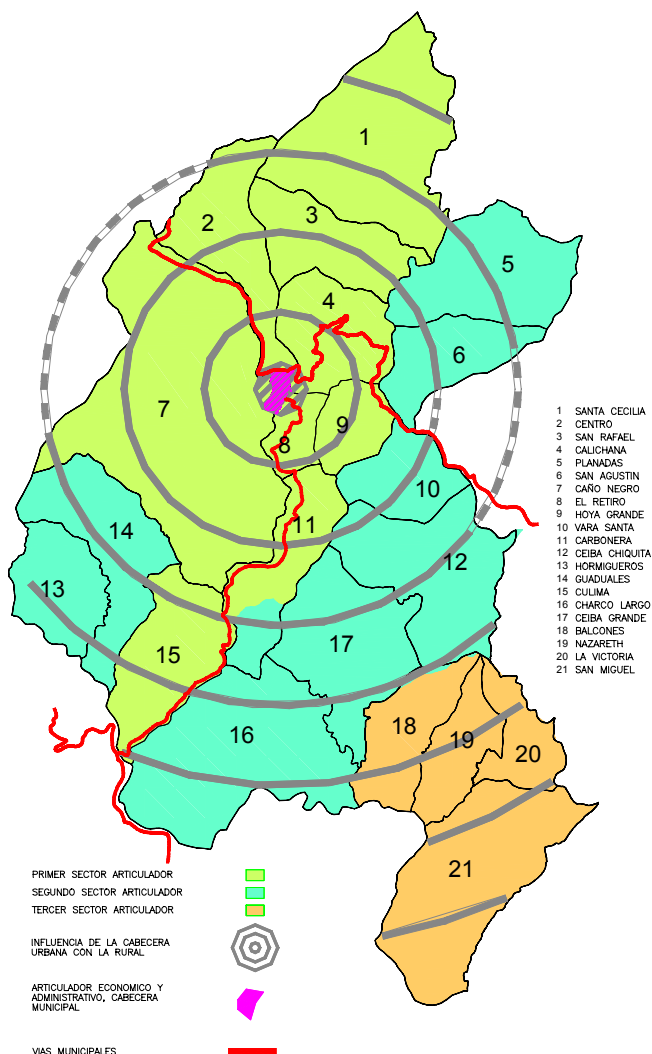 1
2
3
4
5
6
7
8
9
10
11
12
13
14
15
16
17
18
19
20
21
1 SANTA CECILIA
2 CENTRO
3 SAN RAFAEL
4 CALICHANA
5 PLANADAS
6 SAN AGUSTIN
7 CAÑO NEGRO
8 EL RETIRO
9 HOYA GRANDE
10 VARA SANTA
11 CARBONERA
12 CEIBA CHIQUITA
13 HORMIGUEROS
14 GUADUALES
15 CULIMA
16 CHARCO LARGO
17 CEIBA GRANDE
18 BALCONES
19 NAZARETH
20 LA VICTORIA
21 SAN MIGUEL
PRIMER SECTOR ARTICULADOR
SEGUNDO SECTOR ARTICULADOR
TERCER SECTOR ARTICULADOR
INFLUENCIA DE LA CABECERA
URBANA CON LA RURAL
ARTICULADOR ECONOMICO Y
ADMINISTRATIVO, CABECERA
MUNICIPAL
VIAS MUNICIPALES